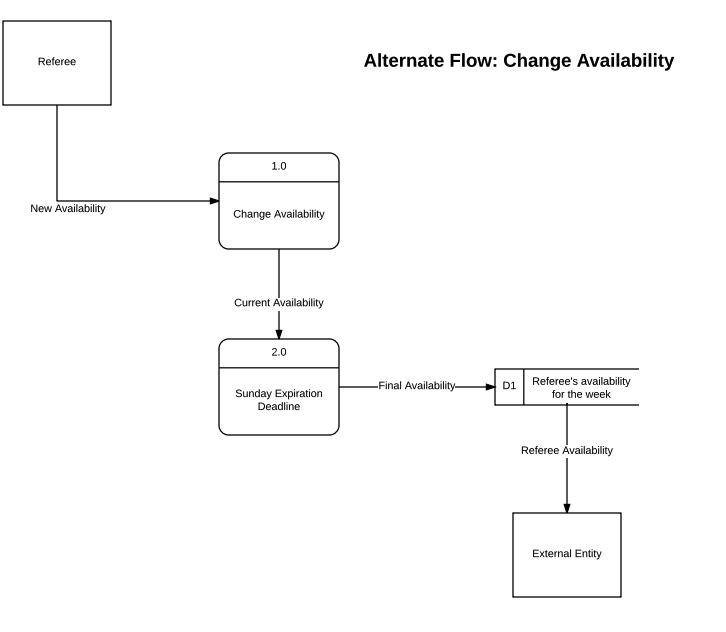 Referee
Alternate Flow: Change Availability
1.0
Change Availability
New Availability
Current Availability
2.0
Sunday Expiration
Deadline
Final Availability
D1
Referee's availability
for the week
Referee Availability
External Entity